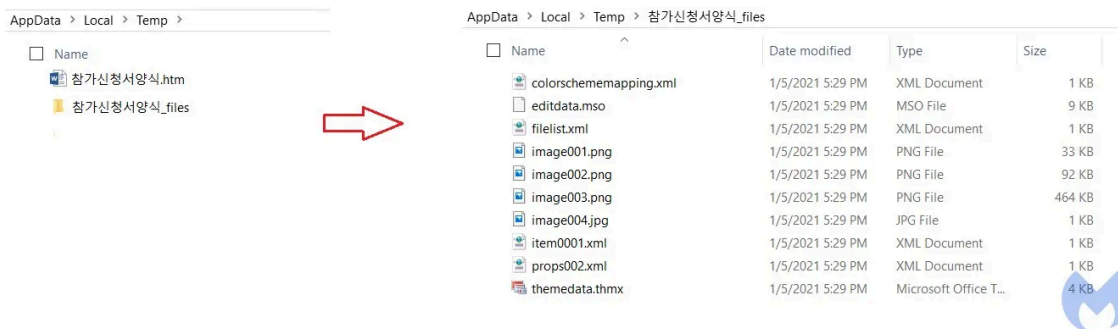 AppData > Local > Temp >
Name
참가신청서양식.htm
참가신청서양식_files
AppData > Local > Temp > 참가신청서양식_files
Name Date modified Type Size
colorschememapping.xml 1/5/2021 5:29 PM XML Document 1 KB
editdata.mso 1/5/2021 5:29 PM MSO File 9 KB
filelist.xml 1/5/2021 5:29 PM XML Document 1 KB
image001.png 1/5/2021 5:29 PM PNG File 33 KB
image002.png 1/5/2021 5:29 PM PNG File 92 KB
image003.png 1/5/2021 5:29 PM PNG File 464 KB
image004.jpg 1/5/2021 5:29 PM JPG File 1 KB
item0001.xml 1/5/2021 5:29 PM XML Document 1 KB
props002.xml 1/5/2021 5:29 PM XML Document 1 KB
themedata.thmx 1/5/2021 5:29 PM Microsoft Office T... 4 KB